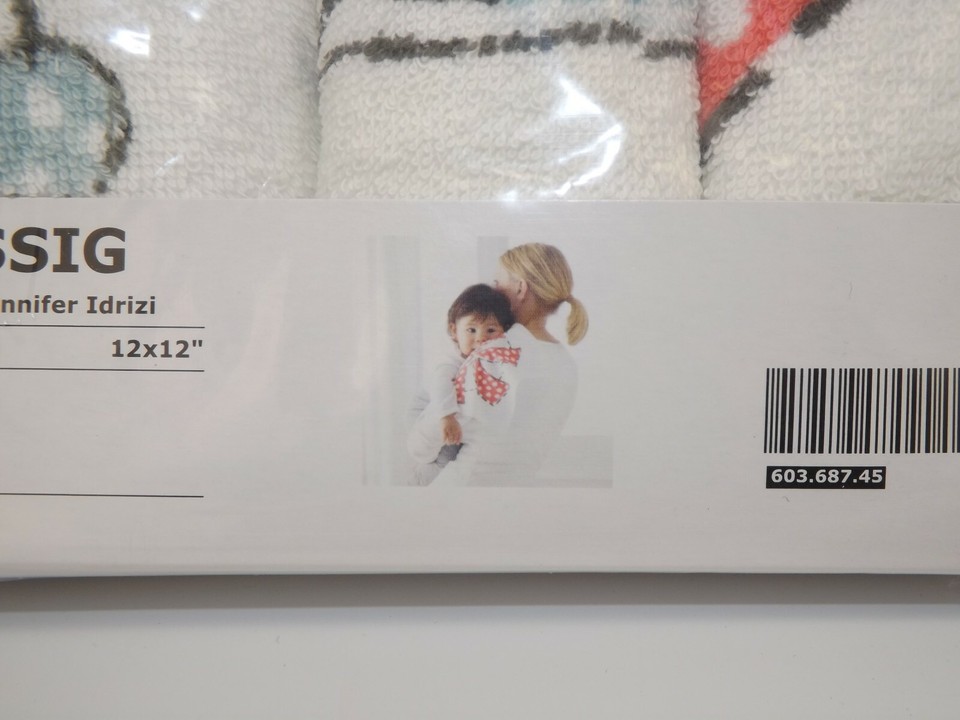 SSIG
nnifer Idrizi
12x12"
603.687.45